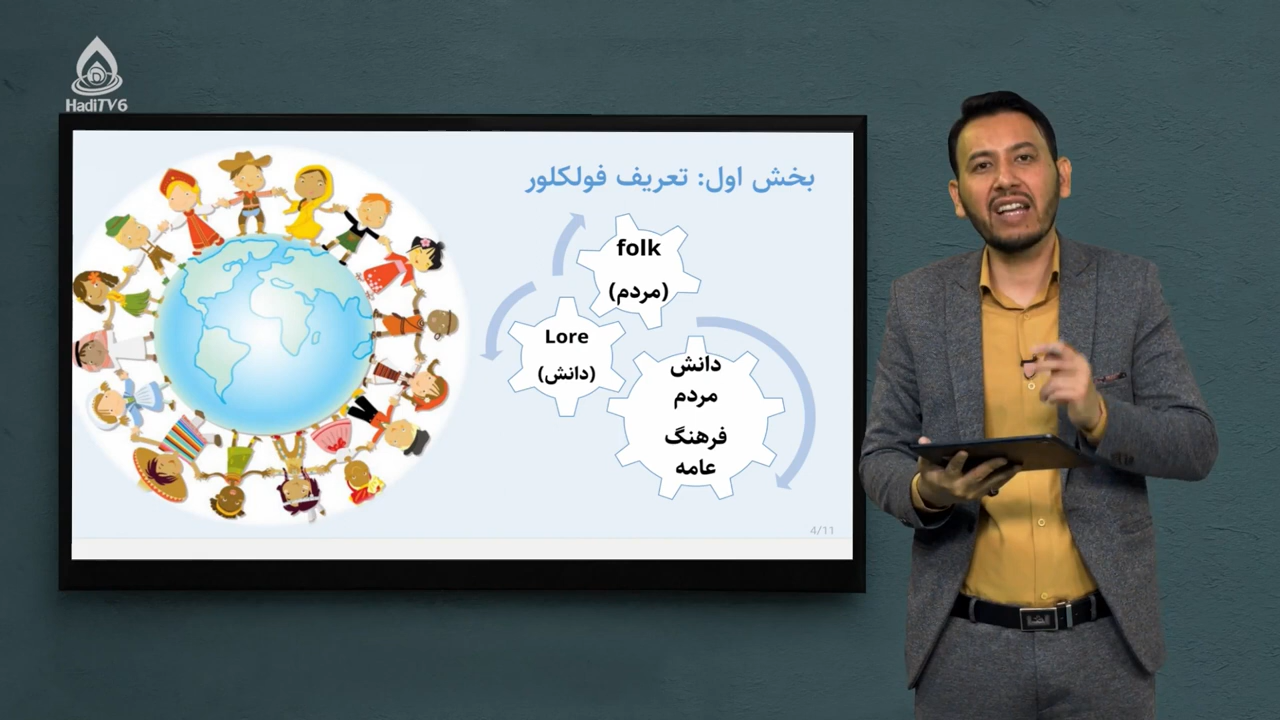 HadiTV6
بخش اول: تعریف فولکلور
folk
(مردم)
Lore
(دانش)
دانش
مردم
فرهنگ
عامه
4/11